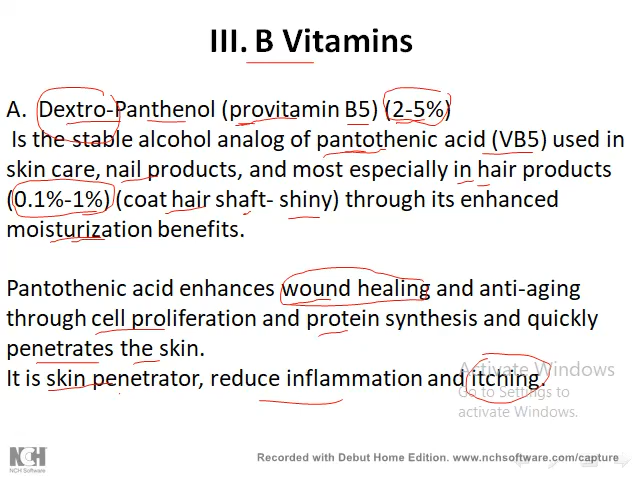 III. B Vitamins
A. Dextro-Panthenol (provitamin B5) (2-5%)
Is the stable alcohol analog of pantothenic acid (VB5) used in
skin care, nail products, and most especially in hair products
(0.1%-1%) (coat hair shaft- shiny) through its enhanced
moisturization benefits.
Pantothenic acid enhances wound healing and anti-aging
through cell proliferation and protein synthesis and quickly
penetrates the skin.
It is skin penetrator, reduce inflammation and itching.
Activate Windows
Go to Settings to
activate Windows.
NCH
NCH Software
Recorded with Debut Home Edition. www.nchsoftware.com/capture